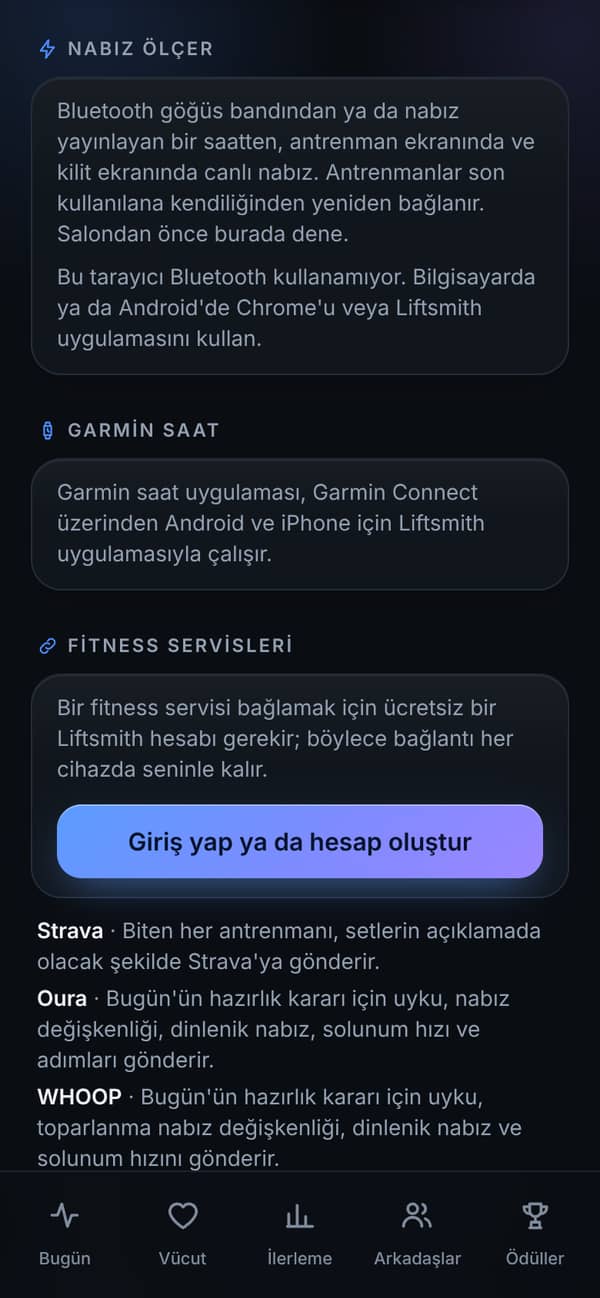 NABIZ ÖLÇER
Bluetooth göğüs bandından ya da nabız
yayınlayan bir saatten, antrenman ekranında ve
kilit ekranında canlı nabız. Antrenmanlar son
kullanılana kendiliğinden yeniden bağlanır.
Salondan önce burada dene.
Bu tarayıcı Bluetooth kullanamıyor. Bilgisayarda
ya da Android'de Chrome'u veya Liftsmith
uygulamasını kullan.
GARMİN SAAT
Garmin saat uygulaması, Garmin Connect
üzerinden Android ve iPhone için Liftsmith
uygulamasıyla çalışır.
FİTNESS SERVİSLERİ
Bir fitness servisi bağlamak için ücretsiz bir
Liftsmith hesabı gerekir; böylece bağlantı her
cihazda seninle kalır.
Giriş yap ya da hesap oluştur
Strava · Biten her antrenmanı, setlerin açıklamada
olacak şekilde Strava'ya gönderir.
Oura · Bugün'ün hazırlık kararı için uyku, nabız
değişkenliği, dinlenik nabız, solunum hızı ve
adımları gönderir.
WHOOP · Bugün'ün hazırlık kararı için uyku,
toparlanma nabız değişkenliği, dinlenik nabız ve
solunum hızını gönderir.
Bugün Vücut İlerleme Arkadaşlar Ödüller